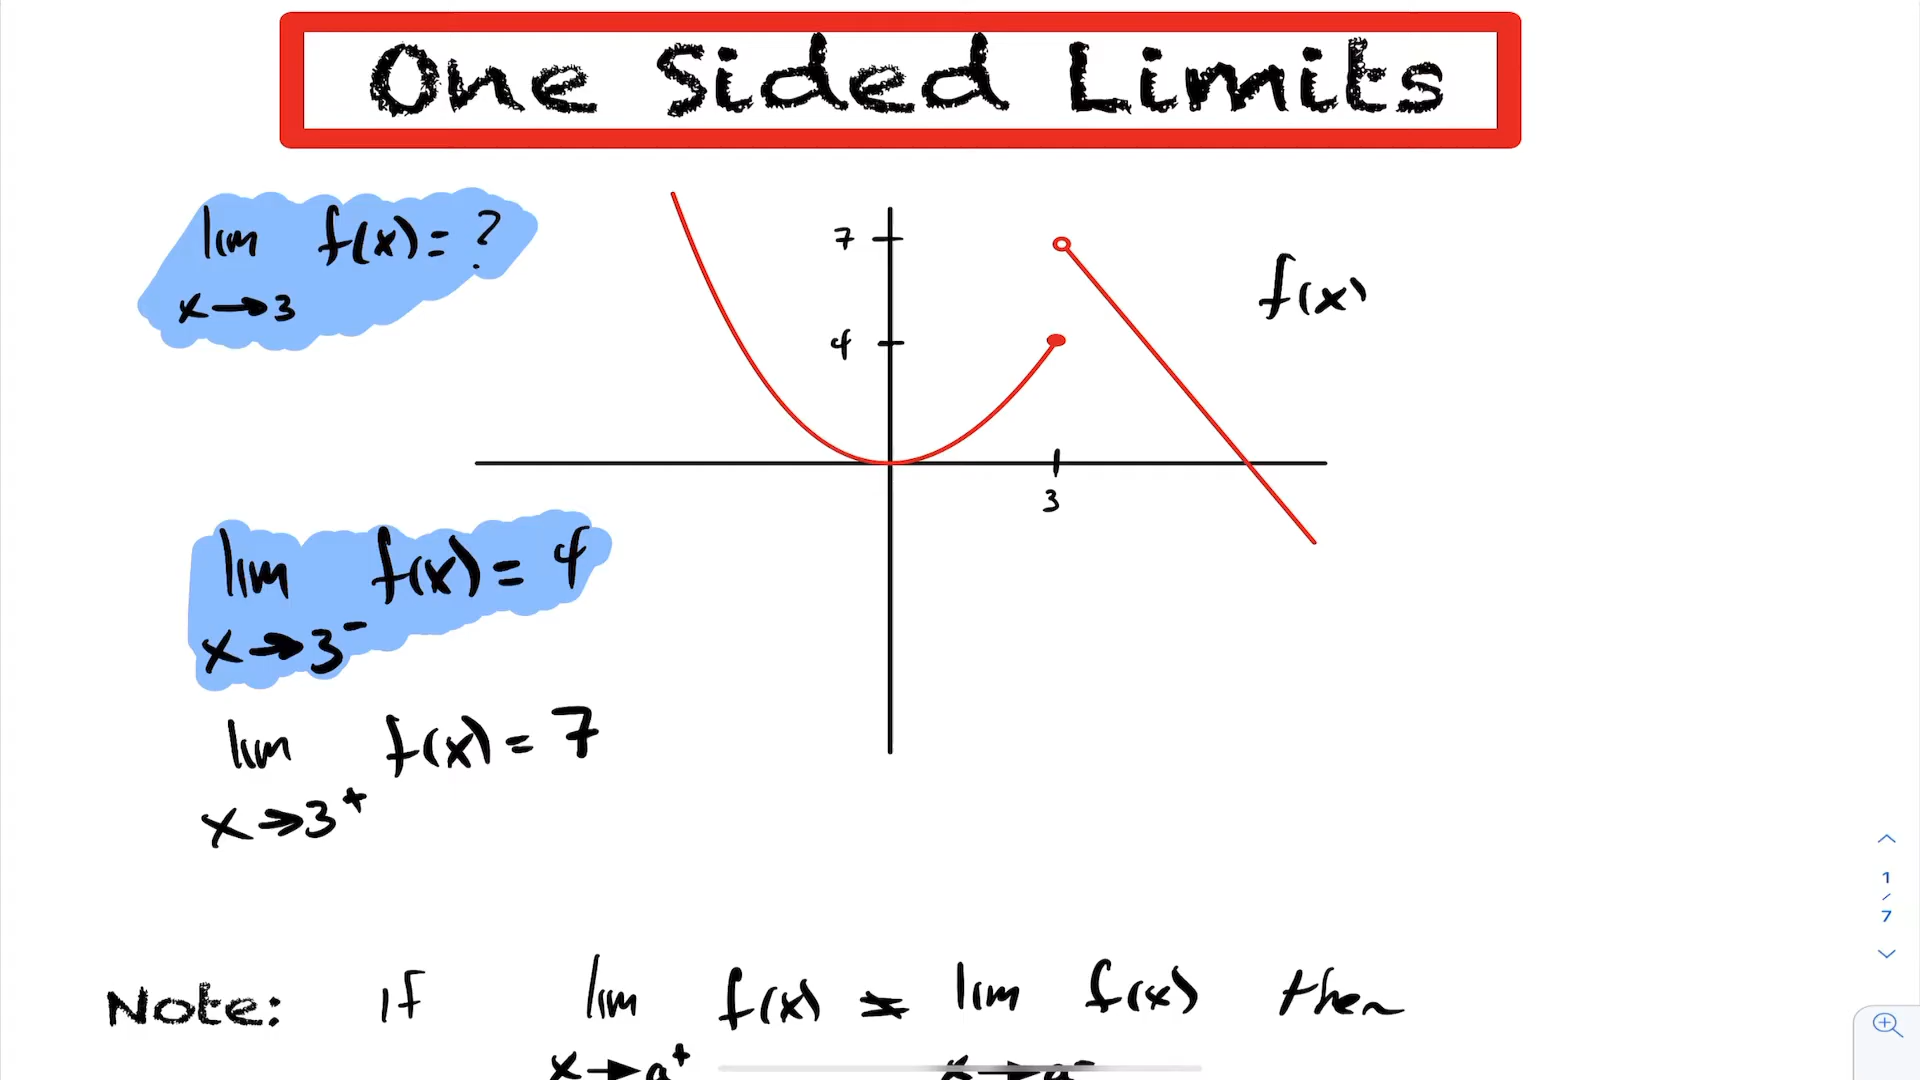 One Sided Limits
lim f(x) = ?
x→3
7
4
3
f(x)
lim f(x) = 4
x→3⁻
lim f(x) = 7
x→3⁺
Note: if lim f(x) ≠ lim f(x) then
x→a⁺ x→a⁻
1
/
7